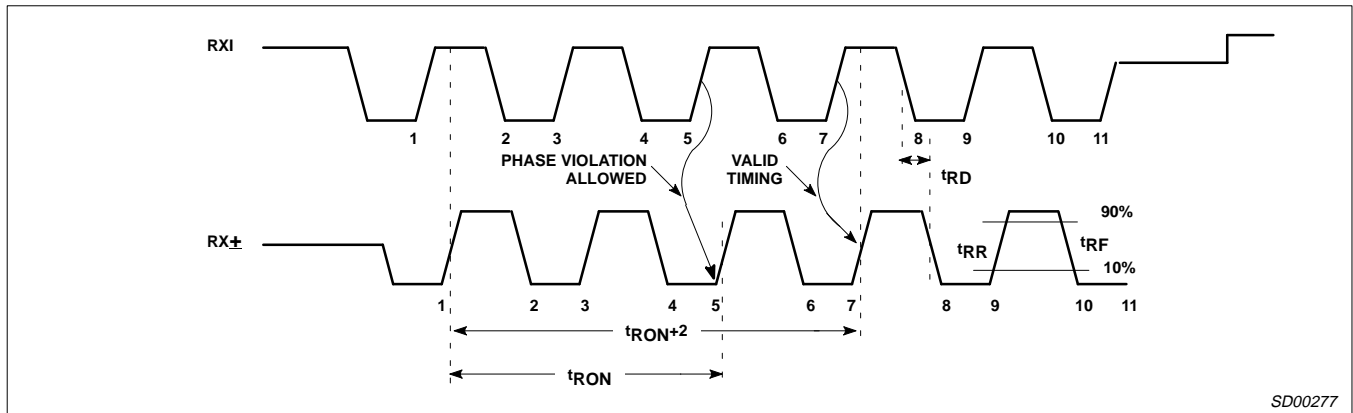 RXI
1 2 3 4 5 6 7 8 9 10 11
PHASE VIOLATION
ALLOWED
VALID
TIMING
tRD
RX±
90%
tRR
tRF
10%
1 2 3 4 5 6 7 8 9 10 11
tRON+2
tRON
SD00277